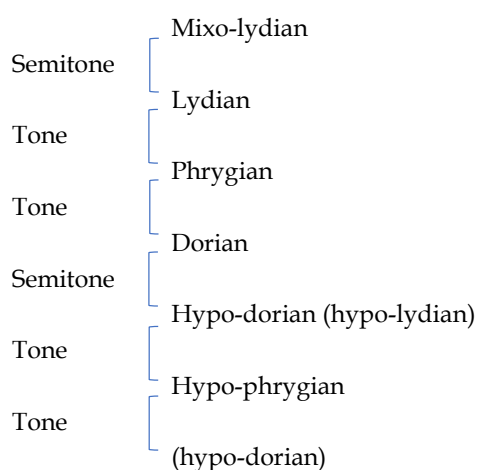 Mixo-lydian
Semitone
Lydian
Tone
Phrygian
Tone
Dorian
Semitone
Hypo-dorian (hypo-lydian)
Tone
Hypo-phrygian
Tone
(hypo-dorian)